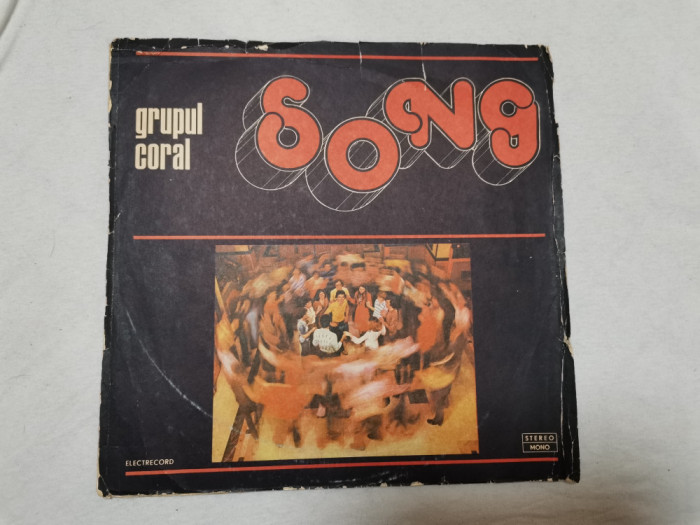 grupul
coral
SONG
ELECTRECORD
STEREO
MONO